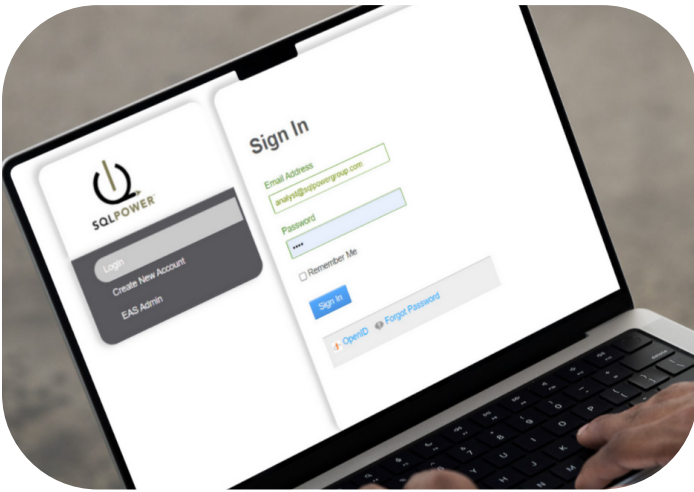 SQLPOWER
Login
Create New Account
EAS Admin
Sign In
Email Address
analyst@sqlpowergroup.com
Password
••••
Remember Me
Sign In
OpenID
Forgot Password